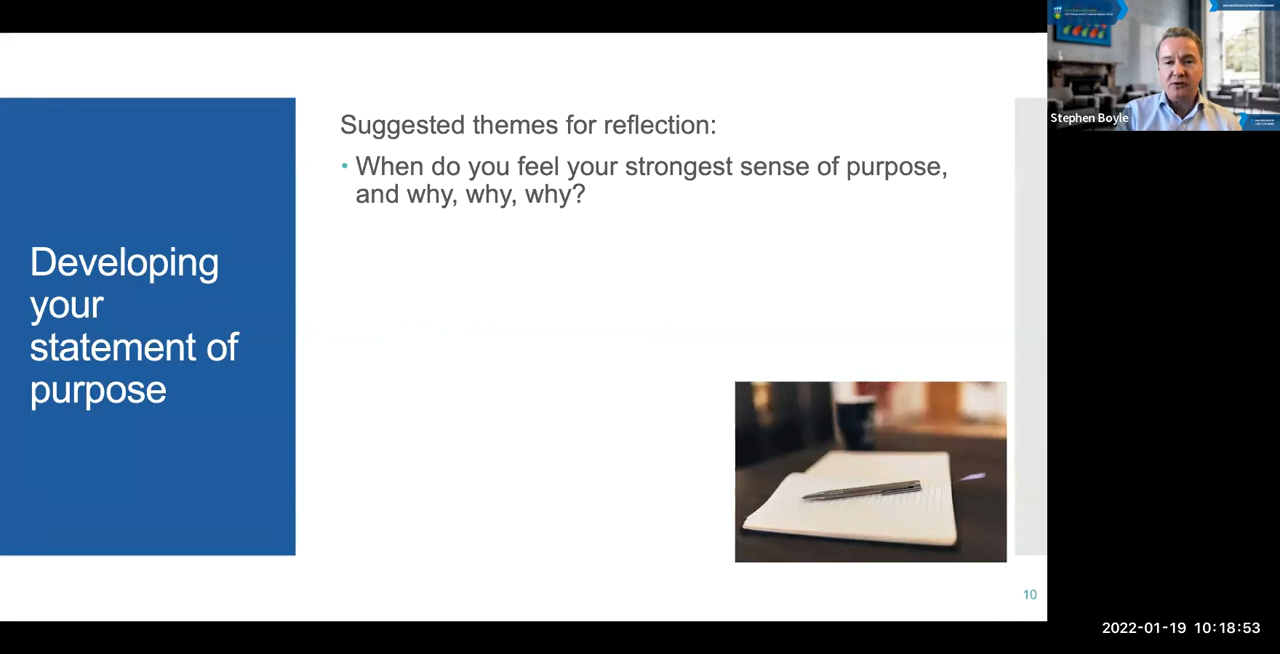 Developing
your
statement of
purpose
Suggested themes for reflection:
• When do you feel your strongest sense of purpose,
and why, why, why?
10
Stephen Boyle
2022-01-19 10:18:53